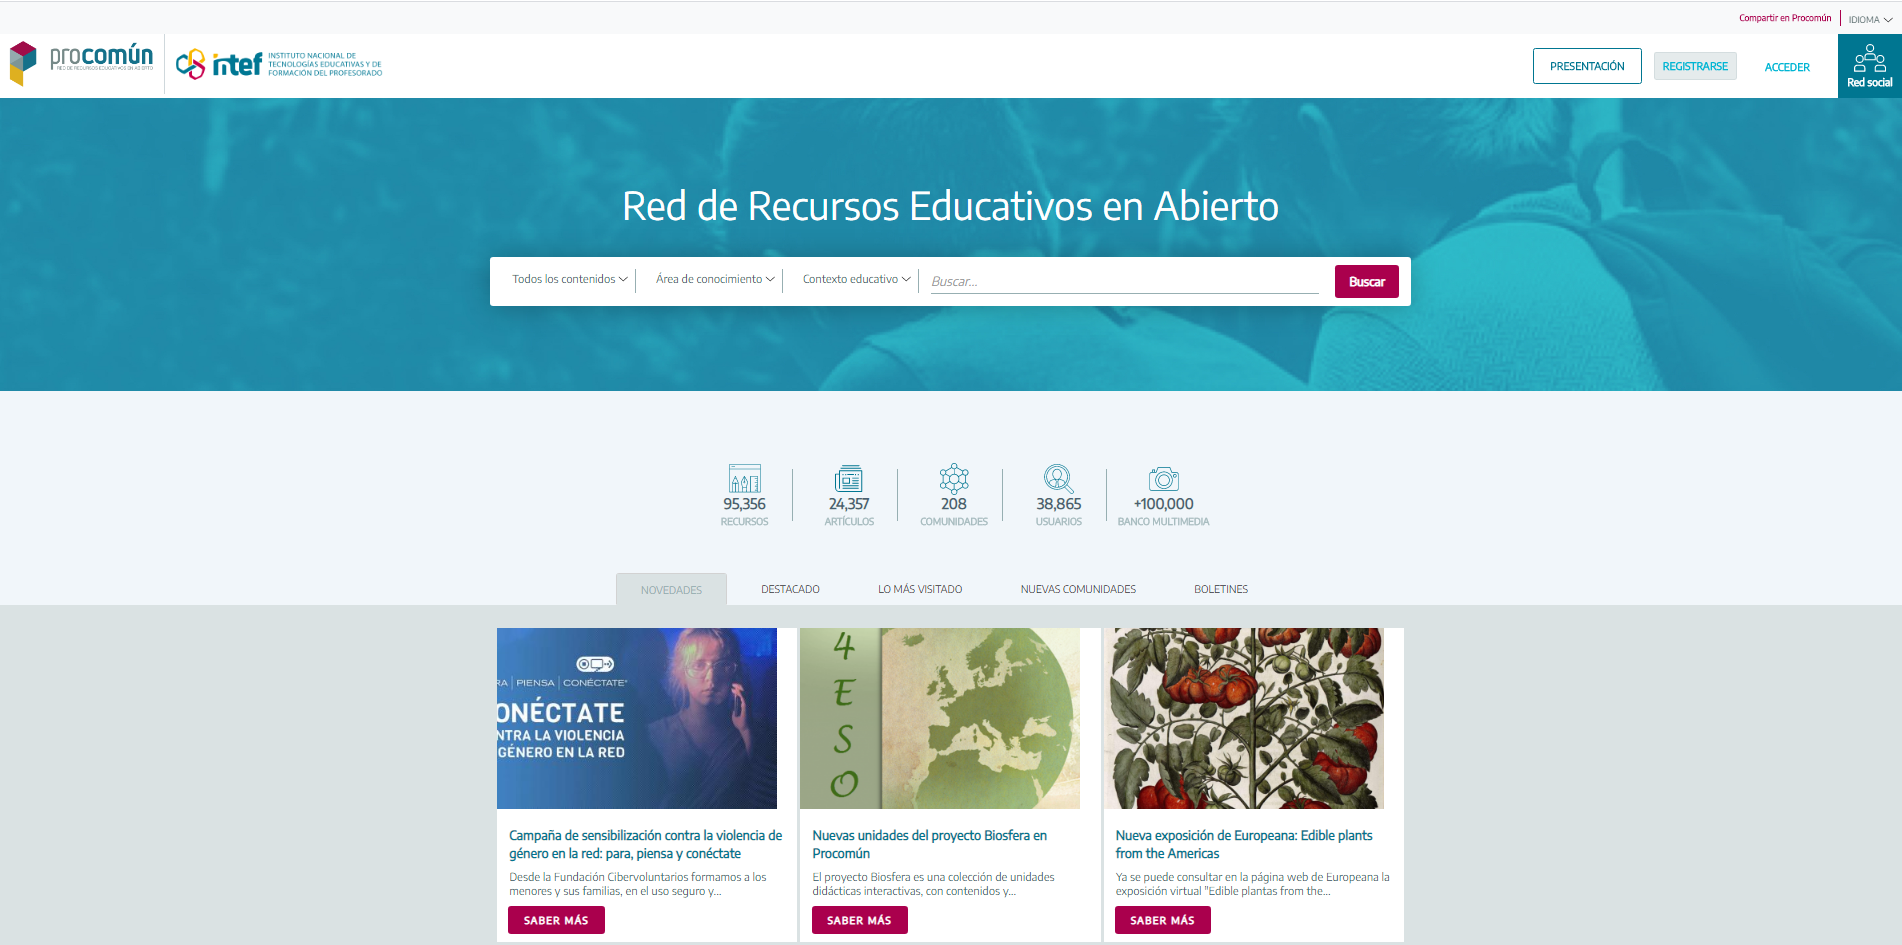 Compartir en Procomún
IDIOMA
procomún
RED DE RECURSOS EDUCATIVOS EN ABIERTO
intef
INSTITUTO NACIONAL DE
TECNOLOGÍAS EDUCATIVAS Y DE
FORMACIÓN DEL PROFESORADO
PRESENTACIÓN
REGISTRARSE
ACCEDER
Red social
Red de Recursos Educativos en Abierto
Todos los contenidos
Área de conocimiento
Contexto educativo
Buscar...
Buscar
95,356
RECURSOS
24,357
ARTÍCULOS
208
COMUNIDADES
38,865
USUARIOS
+100,000
BANCO MULTIMEDIA
NOVEDADES
DESTACADO
LO MÁS VISITADO
NUEVAS COMUNIDADES
BOLETINES
RA | PIENSA | CONÉCTATE
ONÉCTATE
NTRA LA VIOLENCIA
GÉNERO EN LA RED
4
E
S
O
Campaña de sensibilización contra la violencia de
género en la red: para, piensa y conéctate
Desde la Fundación Cibervoluntarios formamos a los
menores y sus familias, en el uso seguro y...
SABER MÁS
Nuevas unidades del proyecto Biosfera en
Procomún
El proyecto Biosfera es una colección de unidades
didácticas interactivas, con contenidos y...
SABER MÁS
Nueva exposición de Europeana: Edible plants
from the Americas
Ya se puede consultar en la página web de Europeana la
exposición virtual "Edible plantas from the...
SABER MÁS